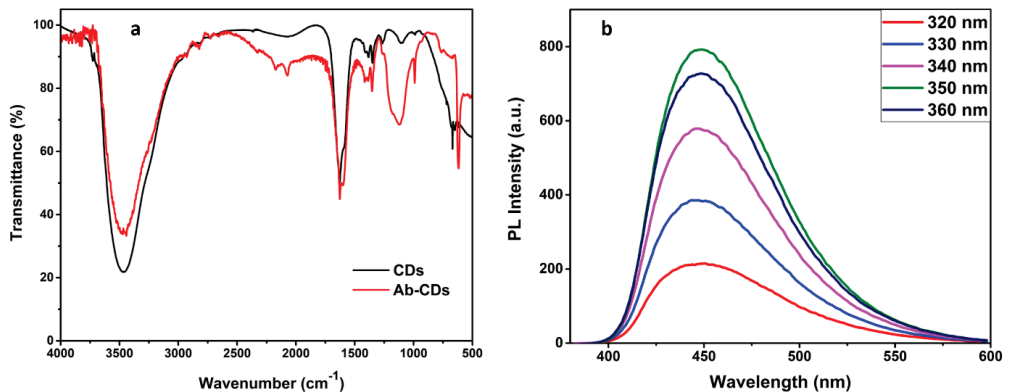 a
Transmittance (%)
100
80
60
40
20
0
4000 3500 3000 2500 2000 1500 1000 500
Wavenumber (cm⁻¹)
CDs
Ab-CDs
b
PL Intensity (a.u.)
800
600
400
200
0
400 450 500 550 600
Wavelength (nm)
320 nm
330 nm
340 nm
350 nm
360 nm